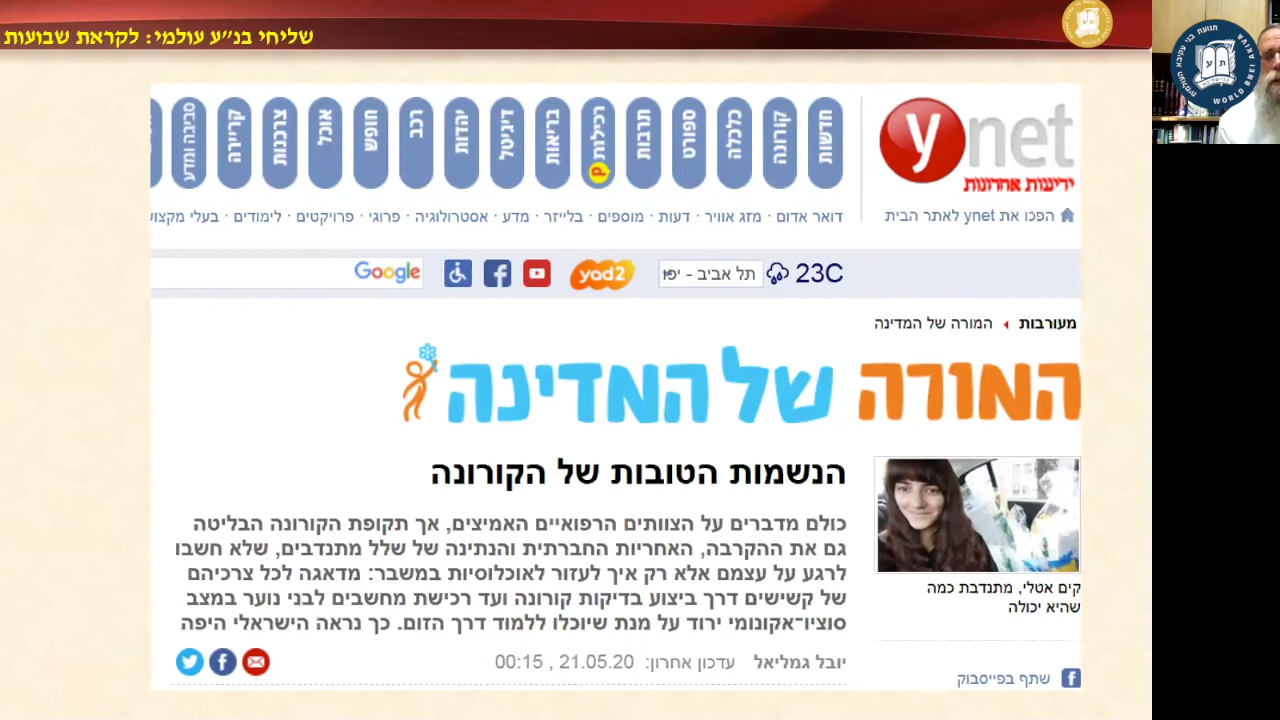 שליחי בנ"ע עולמי: לקראת שבועות
תנועת בני עקיבא העולמית
WORLD BNEI AKIVA
ynet
ידיעות אחרונות
חדשות קורונה כלכלה ספורט תרבות רכילות בריאות דיגיטל יהדות רכב חופש אוכל צרכנות קריירה סביבה ומדע
הפכו את ynet לאתר הבית
דואר אדום · מזג אוויר · דעות · מוספים · בלייזר · מדע · אסטרולוגיה · פרוגי · פרויקטים · לימודים · בעלי מקצוע
23C תל אביב - יפו yad2 Google
מעורבות המורה של המדינה
המורה של המדינה
הנשמות הטובות של הקורונה
כולם מדברים על הצוותים הרפואיים האמיצים, אך תקופת הקורונה הבליטה
גם את ההקרבה, האחריות החברתית והנתינה של שלל מתנדבים, שלא חשבו
לרגע על עצמם אלא רק איך לעזור לאוכלוסיות במשבר: מדאגה לכל צרכיהם
של קשישים דרך ביצוע בדיקות קורונה ועד רכישת מחשבים לבני נוער במצב
סוציו־אקונומי ירוד על מנת שיוכלו ללמוד דרך הזום. כך נראה הישראלי היפה
יובל גמליאל עדכון אחרון: 21.05.20 , 00:15
קים אטלי, מתנדבת כמה
שהיא יכולה
שתף בפייסבוק